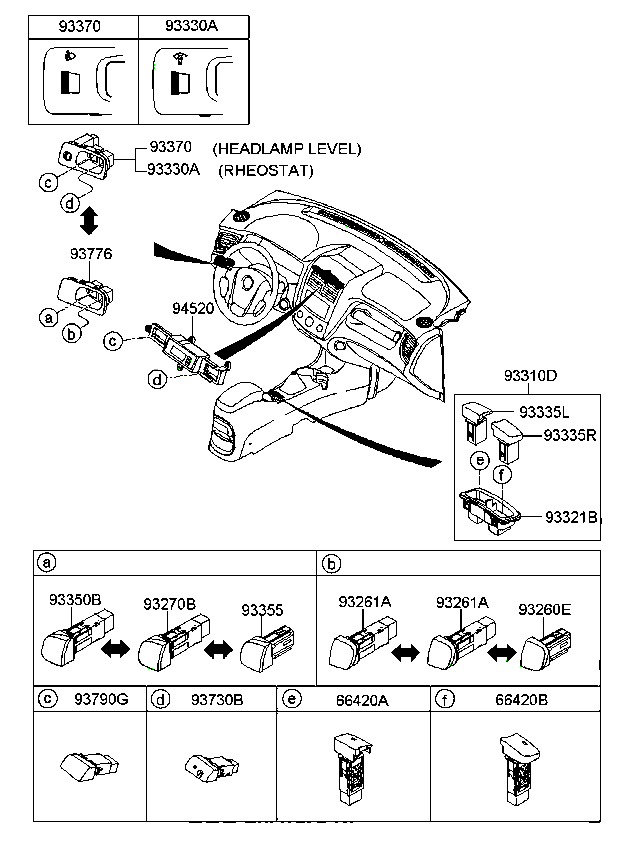 93370 93330A
93370 (HEADLAMP LEVEL)
93330A (RHEOSTAT)
c
d
93776
a
b
94520
c
d
93310D
93335L
93335R
e
f
93321B
a b
93350B 93270B 93355 93261A 93261A 93260E
c 93790G d 93730B e 66420A f 66420B